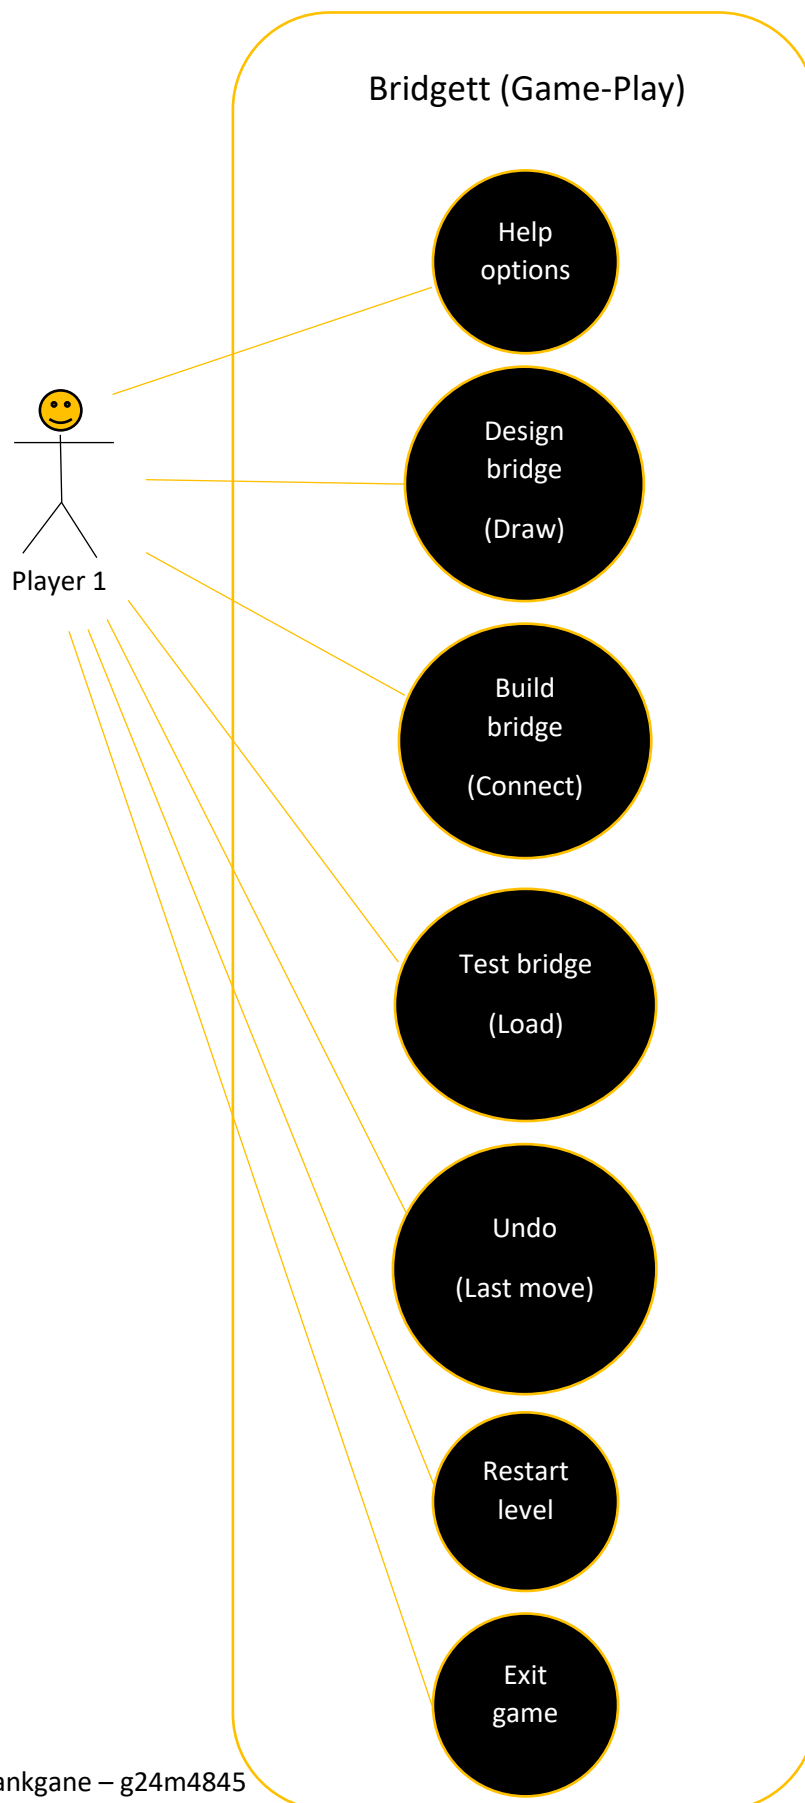 Bridgett (Game-Play)
Help
options
Design
bridge
(Draw)
Player 1
Build
bridge
(Connect)
Test bridge
(Load)
Undo
(Last move)
Restart
level
Exit
game
ankgane – g24m4845